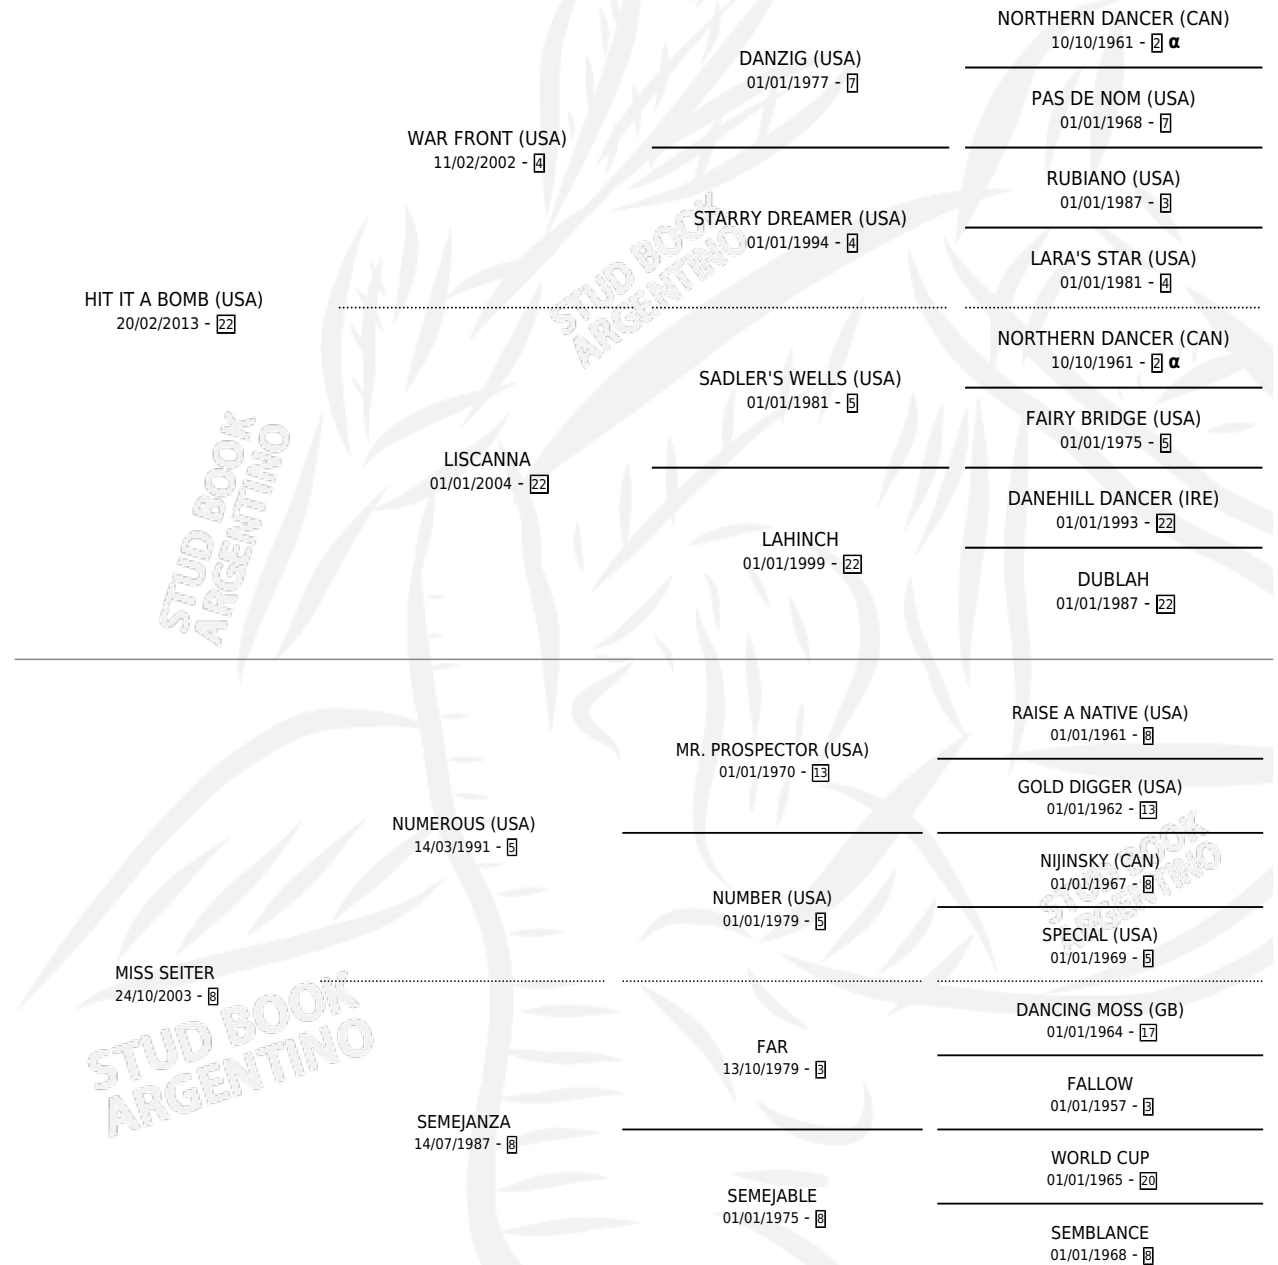 NORTHERN DANCER (CAN)
10/10/1961 - 2 α
DANZIG (USA)
01/01/1977 - 7
PAS DE NOM (USA)
01/01/1968 - 7
WAR FRONT (USA)
11/02/2002 - 4
RUBIANO (USA)
01/01/1987 - 3
STARRY DREAMER (USA)
01/01/1994 - 4
LARA'S STAR (USA)
01/01/1981 - 4
HIT IT A BOMB (USA)
20/02/2013 - 22
NORTHERN DANCER (CAN)
10/10/1961 - 2 α
SADLER'S WELLS (USA)
01/01/1981 - 5
FAIRY BRIDGE (USA)
01/01/1975 - 5
LISCANNA
01/01/2004 - 22
DANEHILL DANCER (IRE)
01/01/1993 - 22
LAHINCH
01/01/1999 - 22
DUBLAH
01/01/1987 - 22
RAISE A NATIVE (USA)
01/01/1961 - 8
MR. PROSPECTOR (USA)
01/01/1970 - 13
GOLD DIGGER (USA)
01/01/1962 - 13
NUMEROUS (USA)
14/03/1991 - 5
NIJINSKY (CAN)
01/01/1967 - 8
NUMBER (USA)
01/01/1979 - 5
SPECIAL (USA)
01/01/1969 - 5
MISS SEITER
24/10/2003 - 8
DANCING MOSS (GB)
01/01/1964 - 17
FAR
13/10/1979 - 3
FALLOW
01/01/1957 - 3
SEMEJANZA
14/07/1987 - 8
WORLD CUP
01/01/1965 - 20
SEMEJABLE
01/01/1975 - 8
SEMBLANCE
01/01/1968 - 8
STUD BOOK
ARGENTINO
STUD BOOK
ARGENTINO
STUD BOOK
ARGENTINO
STUD BOOK
ARGENTINO